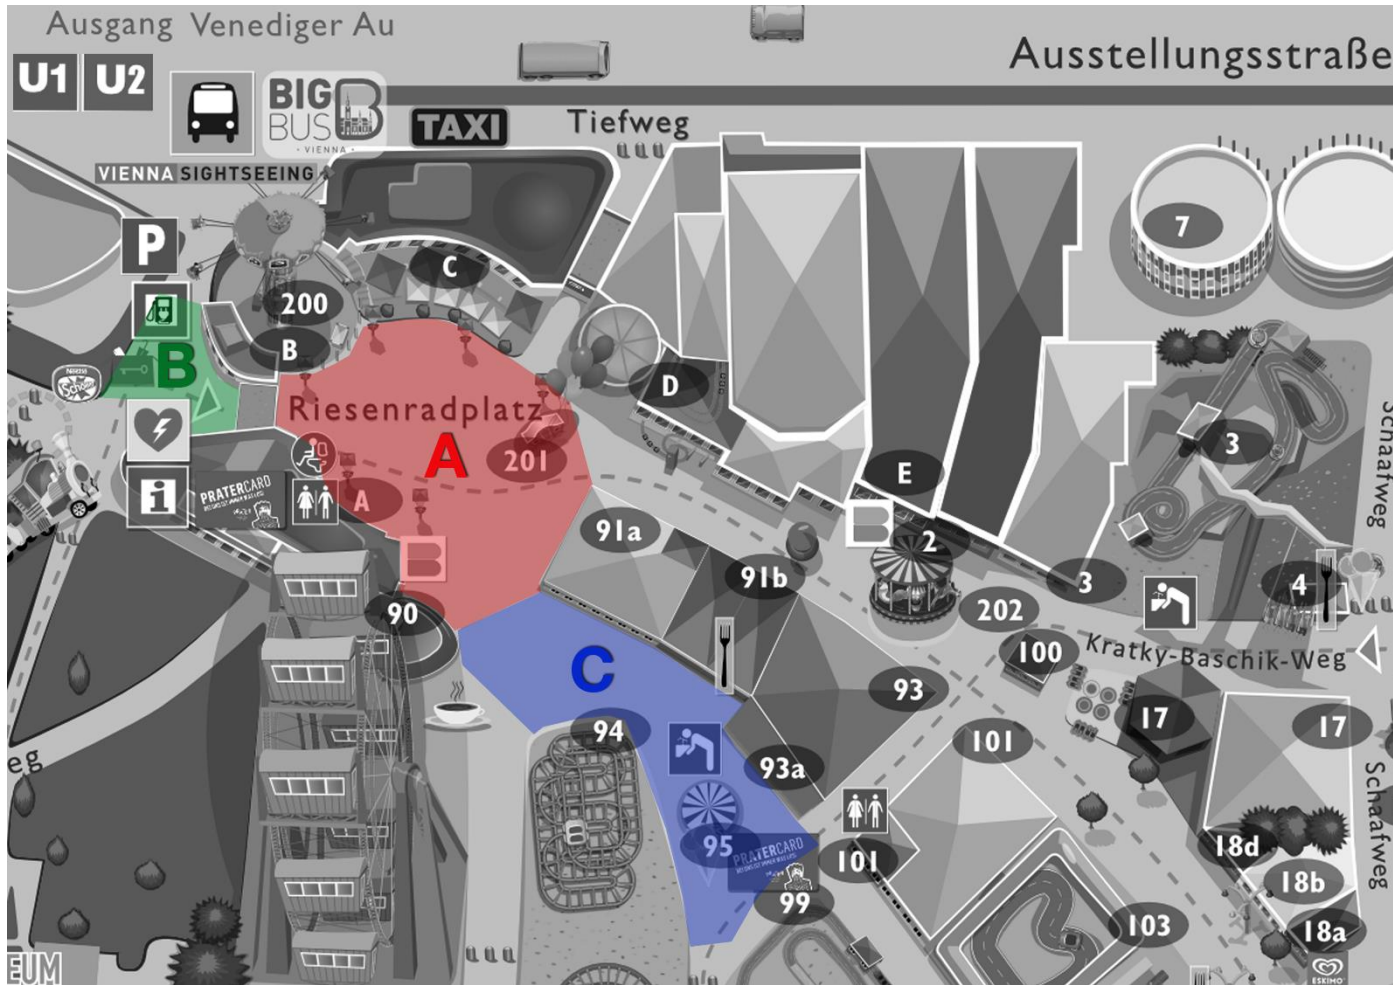 Ausgang Venediger Au
Ausstellungsstraße
U1 U2
BIG
BUS
· VIENNA ·
TAXI
Tiefweg
VIENNA SIGHTSEEING
P
7
C
200
B
Nestlé
Schöller
B
D
Riesenradplatz
A
201
3
Schaafweg
E
i
PRATERCARD
A
B
91a
B
2
91b
3
4
90
202
100
Kratky-Baschik-Weg
C
93
17
17
94
101
eg
93a
Schaafweg
95
PRATERCARD
101
18d
18b
99
103
18a
EUM
ESKIMO